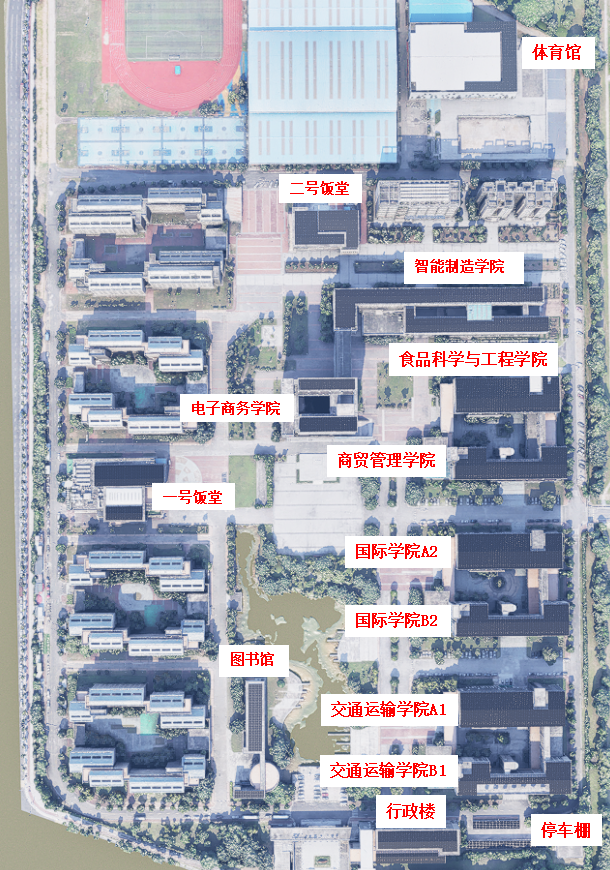 体育馆
二号饭堂
智能制造学院
食品科学与工程学院
电子商务学院
商贸管理学院
一号饭堂
国际学院A2
国际学院B2
图书馆
交通运输学院A1
交通运输学院B1
行政楼
停车棚